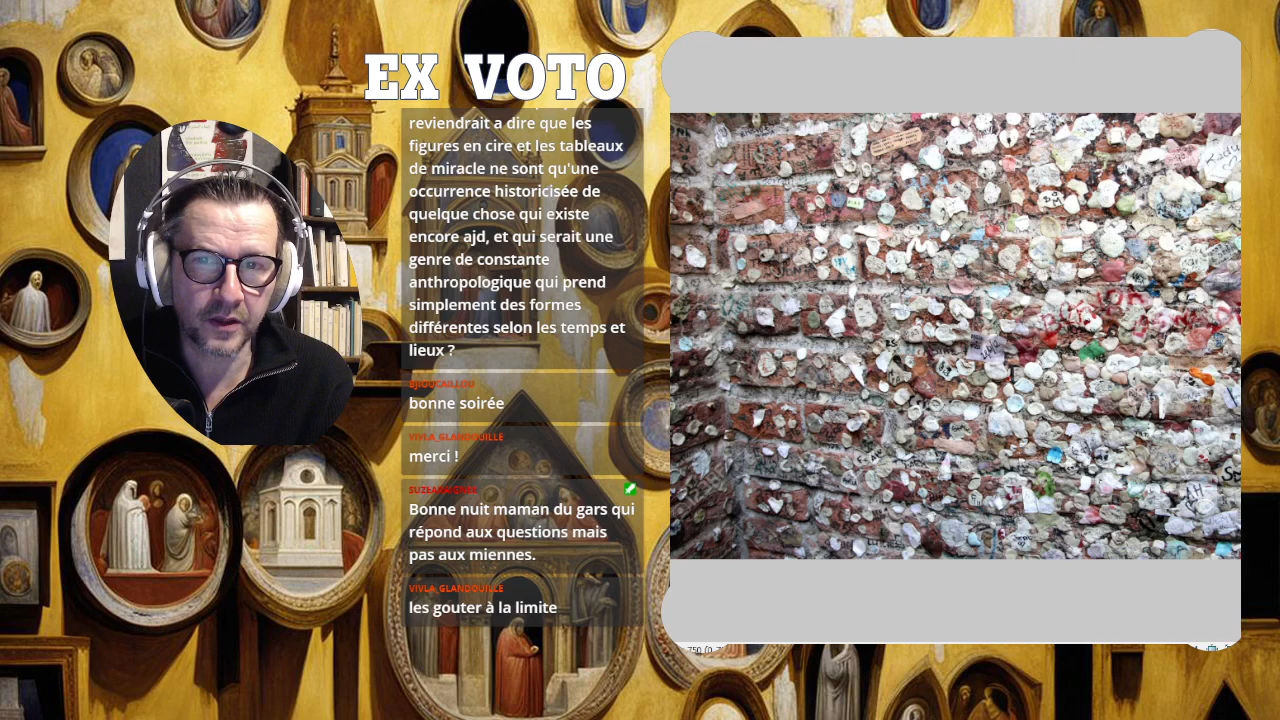 EX VOTO
reviendrait a dire que les
figures en cire et les tableaux
de miracle ne sont qu'une
occurrence historicisée de
quelque chose qui existe
encore ajd, et qui serait une
genre de constante
anthropologique qui prend
simplement des formes
différentes selon les temps et
lieux ?
bonne soirée
VIVLA_GLANDOUILLE
merci !
Bonne nuit maman du gars qui
répond aux questions mais
pas aux miennes.
VIVLA_GLANDOUILLE
les gouter à la limite